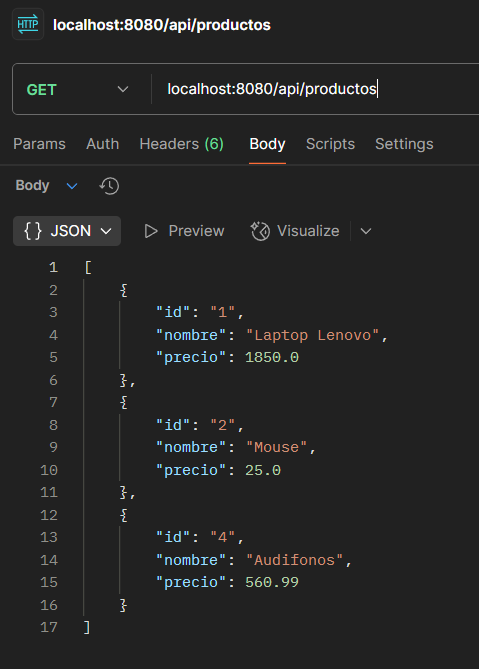 HTTP localhost:8080/api/productos
GET localhost:8080/api/productos
Params Auth Headers (6) Body Scripts Settings
Body
{} JSON Preview Visualize
1 [
2 {
3 "id": "1",
4 "nombre": "Laptop Lenovo",
5 "precio": 1850.0
6 },
7 {
8 "id": "2",
9 "nombre": "Mouse",
10 "precio": 25.0
11 },
12 {
13 "id": "4",
14 "nombre": "Audifonos",
15 "precio": 560.99
16 }
17 ]